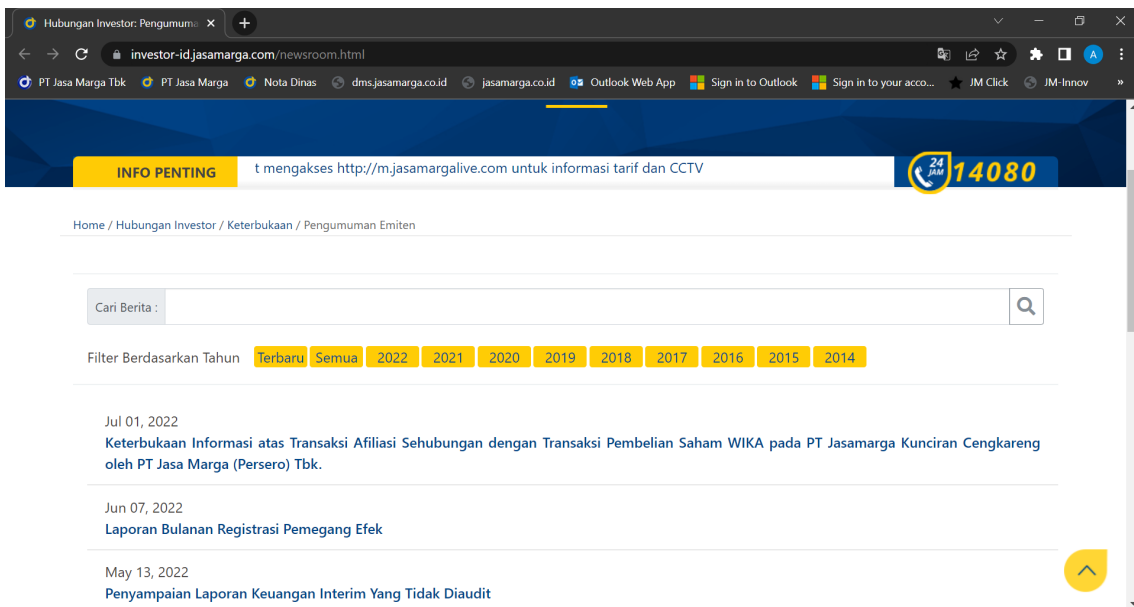 Hubungan Investor: Pengumuma
investor-id.jasamarga.com/newsroom.html
A
PT Jasa Marga Tbk PT Jasa Marga Nota Dinas dms.jasamarga.co.id jasamarga.co.id Outlook Web App Sign in to Outlook Sign in to your acco... JM Click JM-Innov »
INFO PENTING t mengakses http://m.jasamargalive.com untuk informasi tarif dan CCTV 24 JAM 14080
Home / Hubungan Investor / Keterbukaan / Pengumuman Emiten
Cari Berita :
Filter Berdasarkan Tahun Terbaru Semua 2022 2021 2020 2019 2018 2017 2016 2015 2014
Jul 01, 2022
Keterbukaan Informasi atas Transaksi Afiliasi Sehubungan dengan Transaksi Pembelian Saham WIKA pada PT Jasamarga Kunciran Cengkareng
oleh PT Jasa Marga (Persero) Tbk.
Jun 07, 2022
Laporan Bulanan Registrasi Pemegang Efek
May 13, 2022
Penyampaian Laporan Keuangan Interim Yang Tidak Diaudit